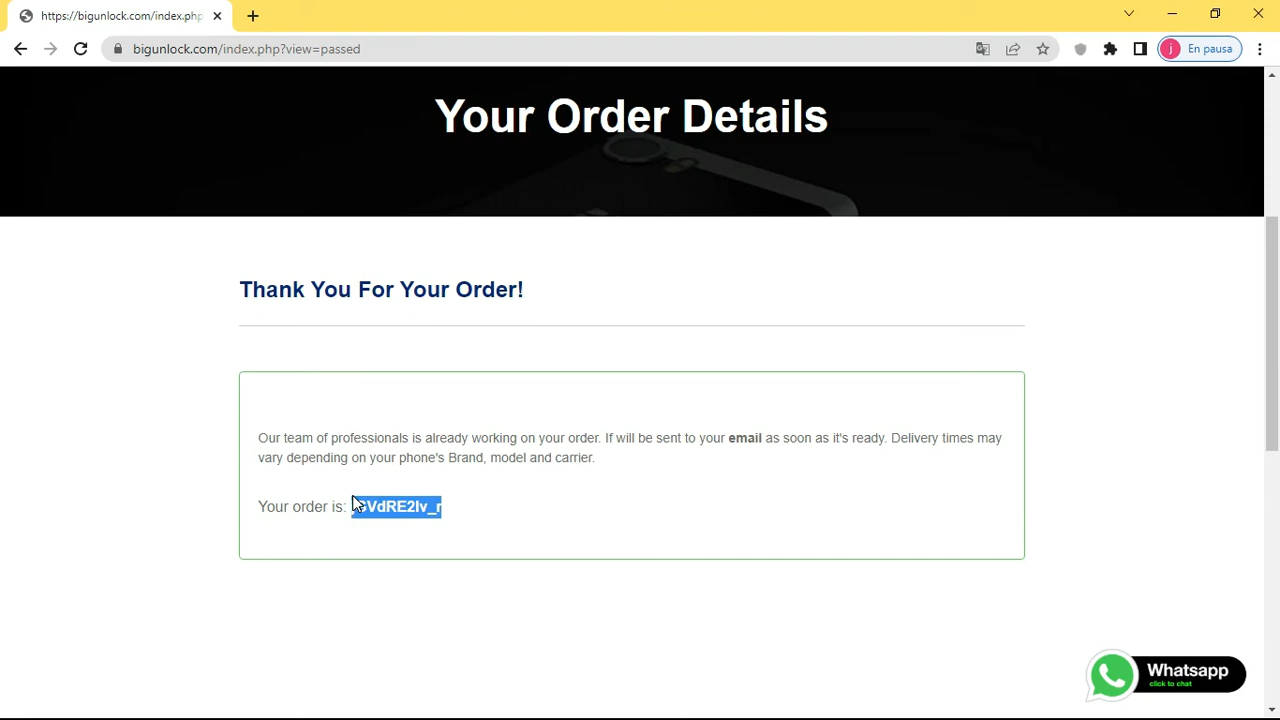 https://bigunlock.com/index.php
bigunlock.com/index.php?view=passed
j En pausa
Your Order Details
Thank You For Your Order!
Our team of professionals is already working on your order. If will be sent to your email as soon as it's ready. Delivery times may
vary depending on your phone's Brand, model and carrier.
Your order is:
Whatsapp
click to chat